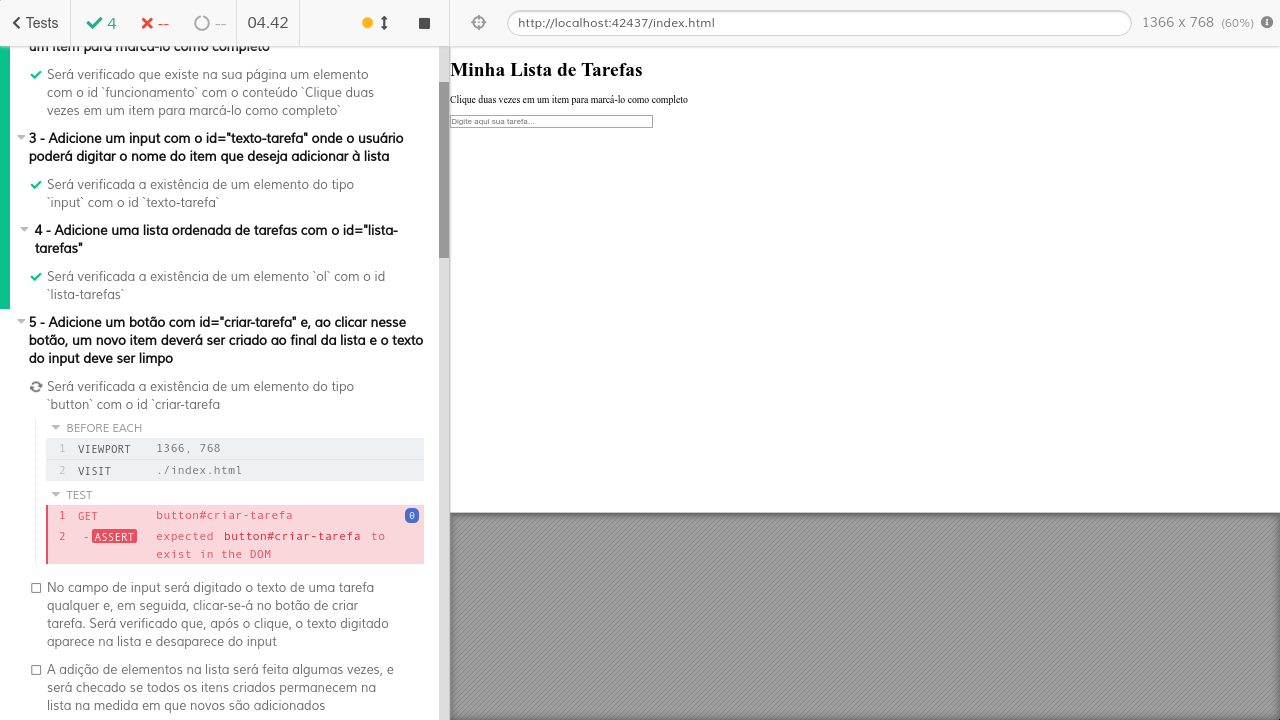 Tests
4
--
--
04.42
http://localhost:42437/index.html
1366 x 768 (60%)
um item para marcá-lo como completo
Será verificado que existe na sua página um elemento
com o id `funcionamento` com o conteúdo `Clique duas
vezes em um item para marcá-lo como completo`
3 - Adicione um input com o id="texto-tarefa" onde o usuário
poderá digitar o nome do item que deseja adicionar à lista
Será verificada a existência de um elemento do tipo
`input` com o id `texto-tarefa`
4 - Adicione uma lista ordenada de tarefas com o id="lista-
tarefas"
Será verificada a existência de um elemento `ol` com o id
`lista-tarefas`
5 - Adicione um botão com id="criar-tarefa" e, ao clicar nesse
botão, um novo item deverá ser criado ao final da lista e o texto
do input deve ser limpo
Será verificada a existência de um elemento do tipo
`button` com o id `criar-tarefa
BEFORE EACH
1 VIEWPORT 1366, 768
2 VISIT ./index.html
TEST
1 GET button#criar-tarefa 0
2 -ASSERT expected button#criar-tarefa to
exist in the DOM
No campo de input será digitado o texto de uma tarefa
qualquer e, em seguida, clicar-se-á no botão de criar
tarefa. Será verificado que, após o clique, o texto digitado
aparece na lista e desaparece do input
A adição de elementos na lista será feita algumas vezes, e
será checado se todos os itens criados permanecem na
lista na medida em que novos são adicionados
Minha Lista de Tarefas
Clique duas vezes em um item para marcá-lo como completo
Digite aqui sua tarefa...